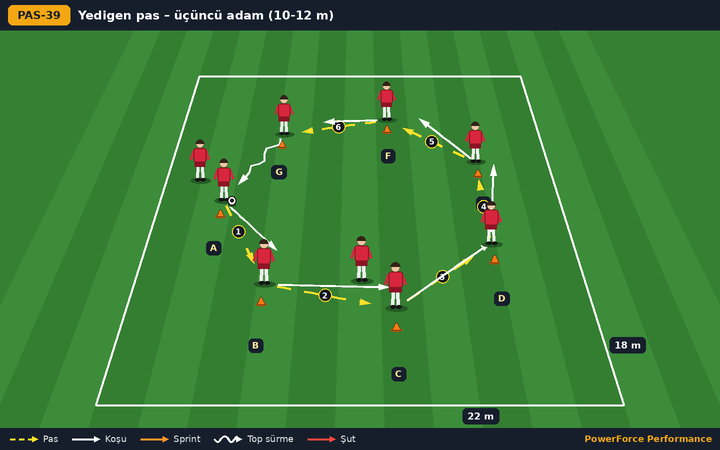 PAS-39 Yedigen pas – üçüncü adam (10-12 m)
6
5
F
G
4
1
A
3
D
2
B
18 m
C
22 m
Pas Koşu Sprint Top sürme Şut PowerForce Performance